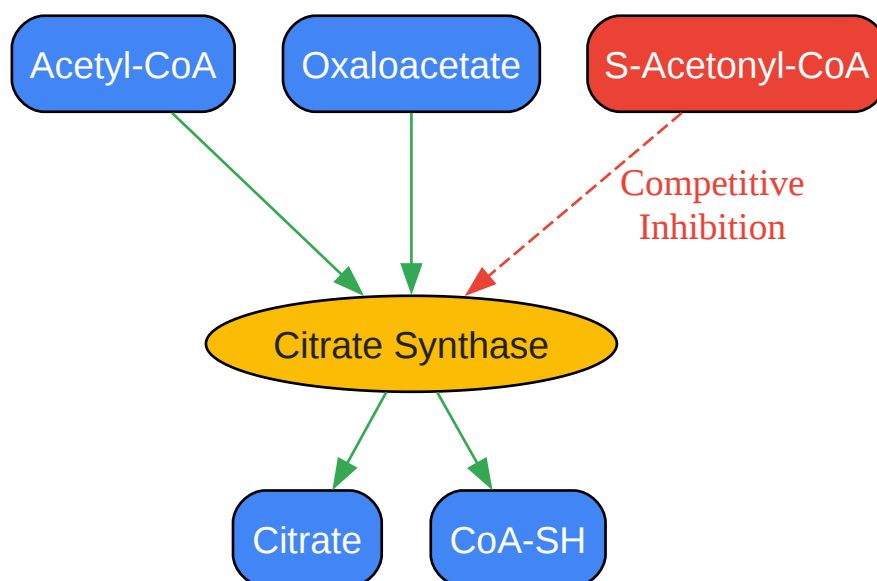 Acetyl-CoA
Oxaloacetate
S-Acetonyl-CoA
Competitive
Inhibition
Citrate Synthase
Citrate
CoA-SH